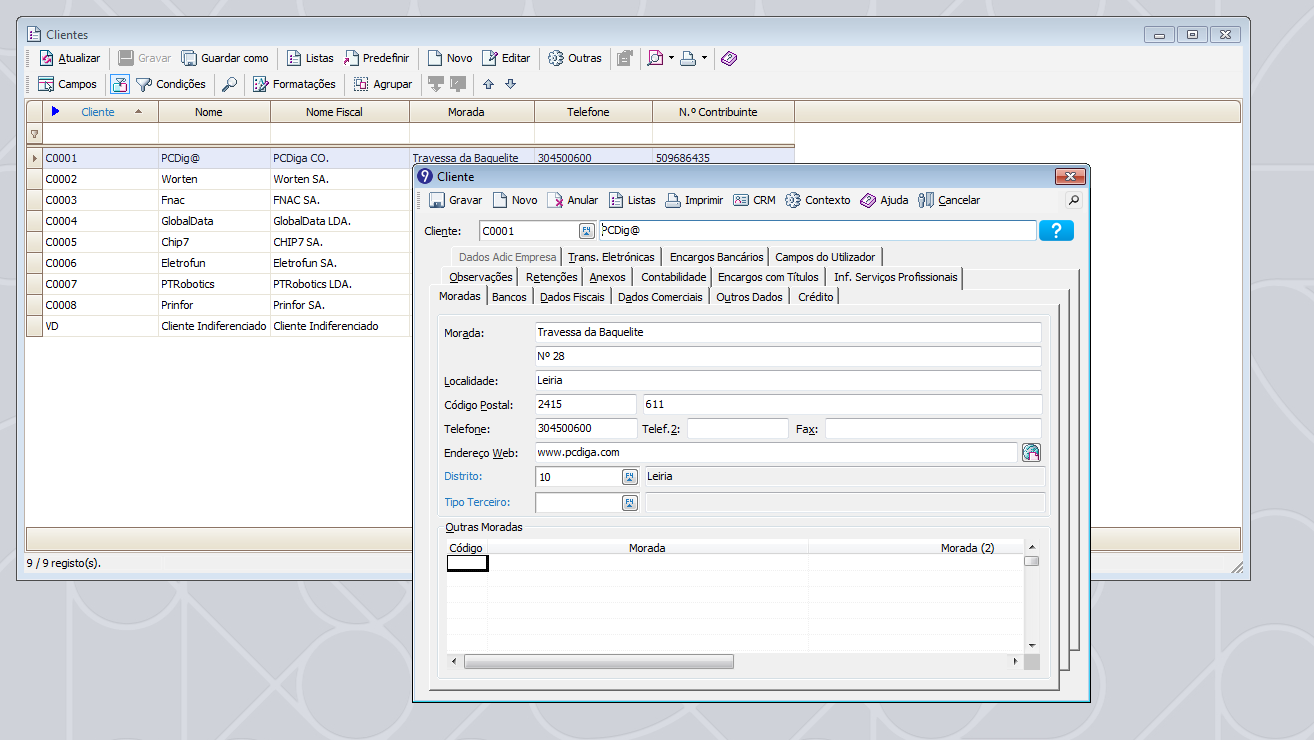 Clientes
Atualizar Gravar Guardar como Listas Predefinir Novo Editar Outras
Campos Condições Formatações Agrupar
Cliente Nome Nome Fiscal Morada Telefone N.º Contribuinte
C0001 PCDig@ PCDiga CO. Travessa da Baquelite 304500600 509686435
C0002 Worten Worten SA.
C0003 Fnac FNAC SA.
C0004 GlobalData GlobalData LDA.
C0005 Chip7 CHIP7 SA.
C0006 Eletrofun Eletrofun SA.
C0007 PTRobotics PTRobotics LDA.
C0008 Prinfor Prinfor SA.
VD Cliente Indiferenciado Cliente Indiferenciado
9 / 9 registo(s).
9 Cliente
Gravar Novo Anular Listas Imprimir CRM Contexto Ajuda Cancelar
Cliente: C0001 F4 PCDig@ ?
Dados Adic Empresa Trans. Eletrónicas Encargos Bancários Campos do Utilizador
Observações Retenções Anexos Contabilidade Encargos com Títulos Inf. Serviços Profissionais
Moradas Bancos Dados Fiscais Dados Comerciais Outros Dados Crédito
Morada: Travessa da Baquelite
Nº 28
Localidade: Leiria
Código Postal: 2415 611
Telefone: 304500600 Telef.2: Fax:
Endereço Web: www.pcdiga.com
Distrito: 10 F4 Leiria
Tipo Terceiro: F4
Outras Moradas
Código Morada Morada (2)